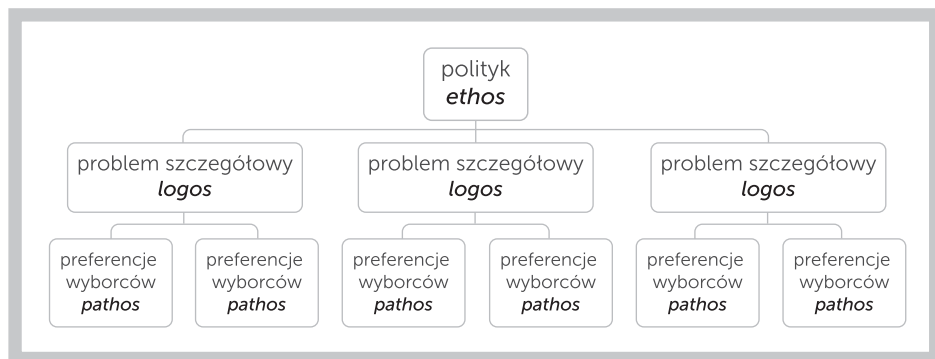 polityk
ethos
problem szczegółowy
logos
problem szczegółowy
logos
problem szczegółowy
logos
preferencje
wyborców
pathos
preferencje
wyborców
pathos
preferencje
wyborców
pathos
preferencje
wyborców
pathos
preferencje
wyborców
pathos
preferencje
wyborców
pathos